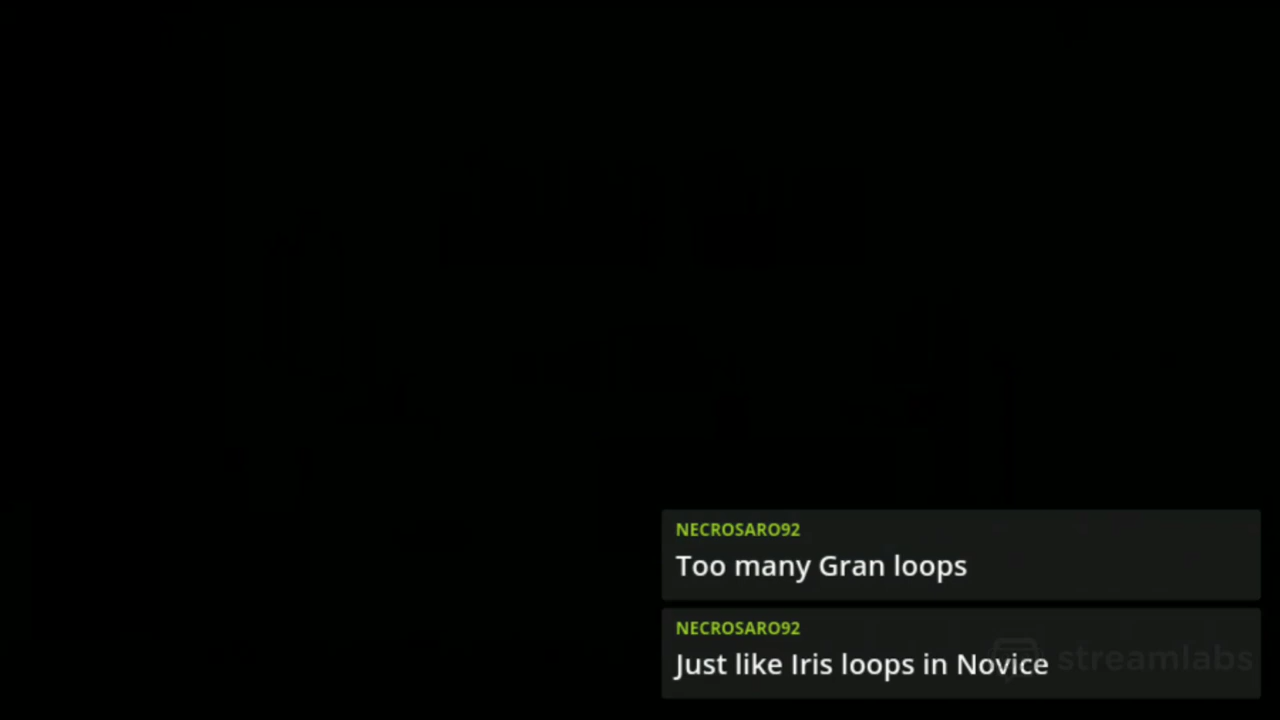 NECROSARO92
Too many Gran loops
NECROSARO92
Just like Iris loops in Novice
streamlabs